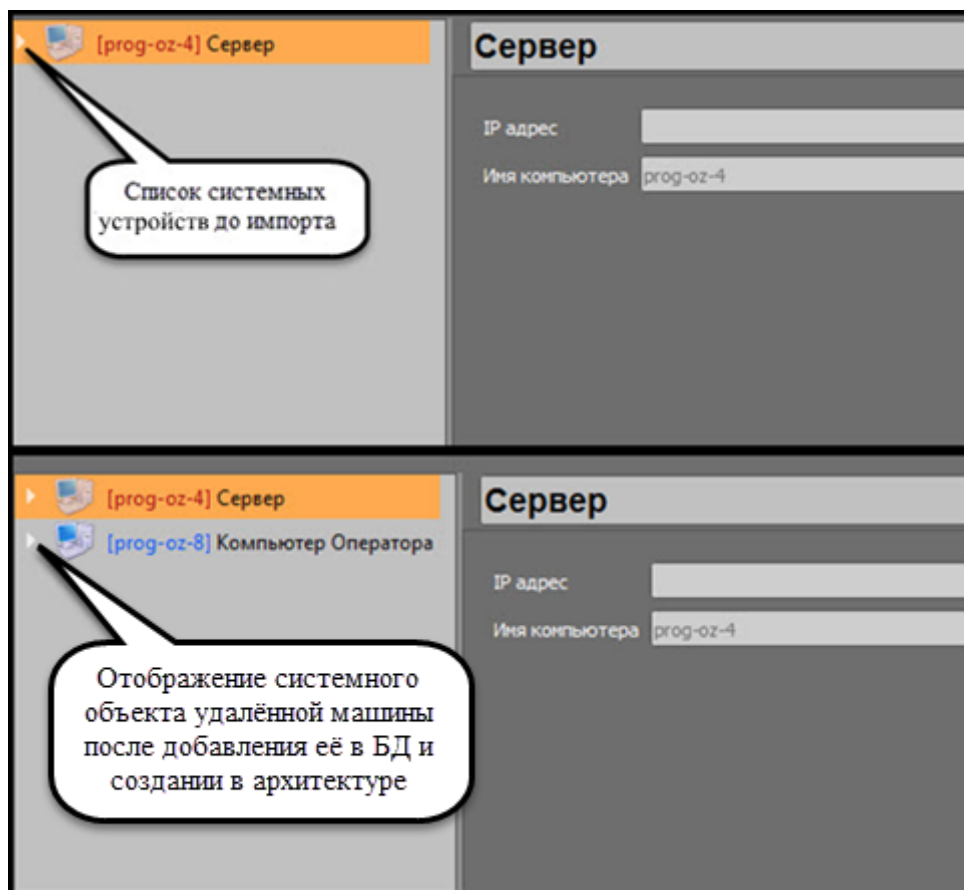 [prog-oz-4] Сервер
Сервер
IP адрес
Имя компьютера prog-oz-4
Список системных
устройств до импорта
[prog-oz-4] Сервер
[prog-oz-8] Компьютер Оператора
Сервер
IP адрес
Имя компьютера prog-oz-4
Отображение системного
объекта удалённой машины
после добавления её в БД и
создании в архитектуре